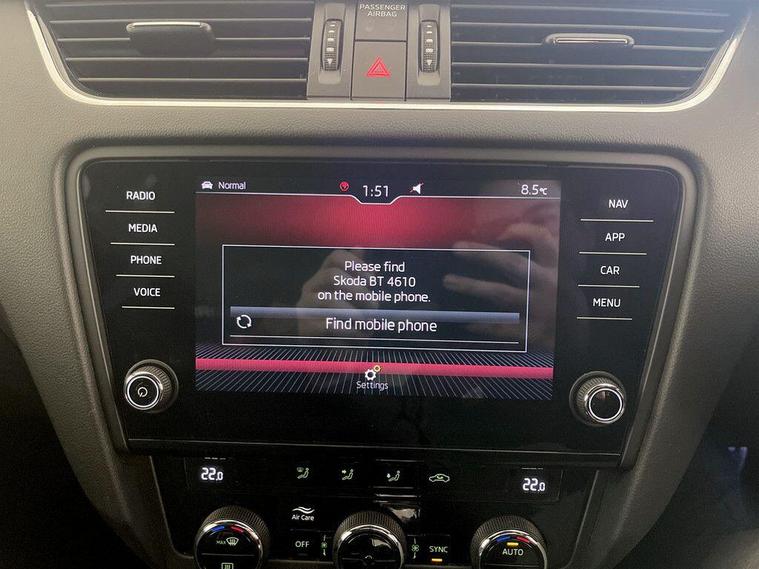 PASSENGER
AIRBAG
Normal 1:51 8.5°C
RADIO
MEDIA
PHONE
VOICE
NAV
APP
CAR
MENU
Please find
Skoda BT 4610
on the mobile phone.
Find mobile phone
Settings
22.0 22.0
Air Care
MAX OFF SYNC AUTO